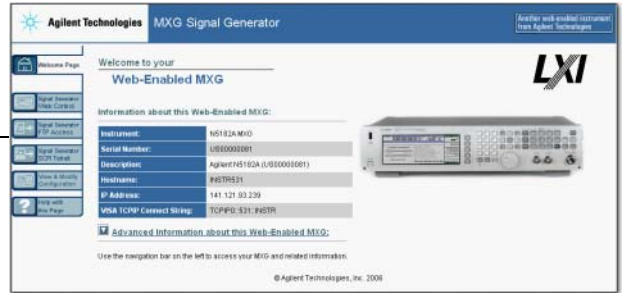 Agilent Technologies
MXG Signal Generator
Another web-enabled instrument
from Agilent Technologies
Welcome Page
Signal Generator
Web Control
Signal Generator
FTP Access
Signal Generator
SCPI Telnet
View & Modify
Configuration
Help with
this Page
Welcome to your
Web-Enabled MXG
LXI
Information about this Web-Enabled MXG:
Instrument: N5182A MXG
Serial Number: US00000081
Description: Agilent N5182A (US00000081)
Hostname: INSTR531
IP Address: 141.121.93.239
VISA TCPIP Connect String:
Advanced Information about this Web-Enabled MXG:
Use the navigation bar on the left to access your MXG and related information.
© Agilent Technologies, Inc. 2006